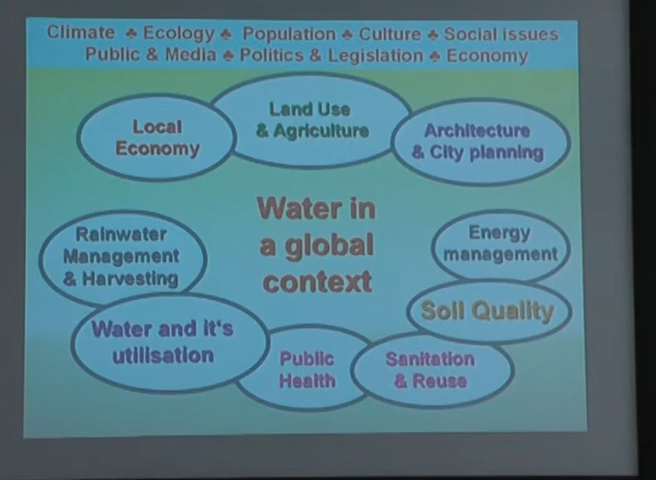 Climate ♣ Ecology ♣ Population ♣ Culture ♣ Social issues
Public & Media ♣ Politics & Legislation ♣ Economy
Local
Economy
Land Use
& Agriculture
Architecture
& City planning
Water in
a global
context
Rainwater
Management
& Harvesting
Energy
management
Soil Quality
Water and it's
utilisation
Public
Health
Sanitation
& Reuse